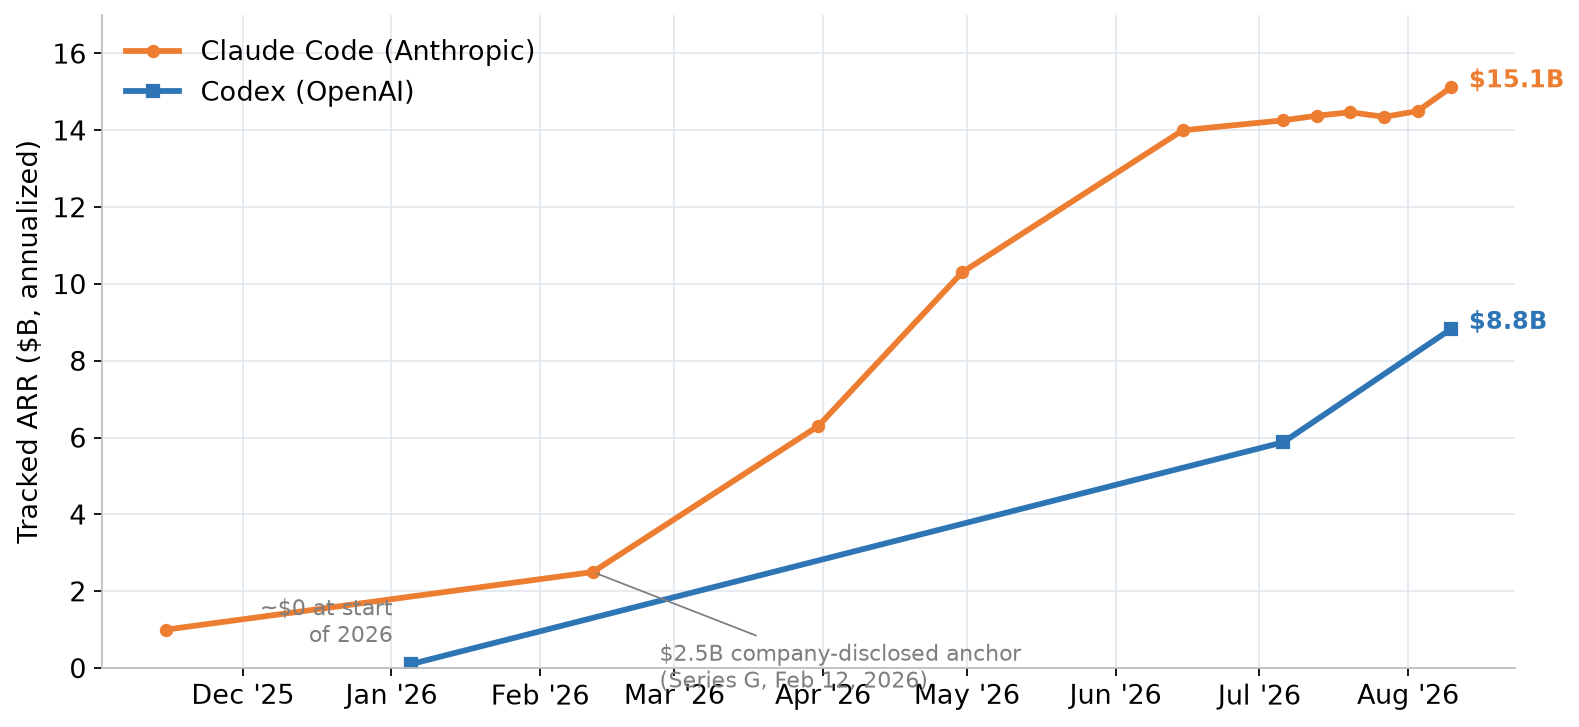 Claude Code (Anthropic)
Codex (OpenAI)
Tracked ARR ($B, annualized)
16
14
12
10
8
6
4
2
0
$15.1B
$8.8B
~$0 at start
of 2026
$2.5B company-disclosed anchor
(Series G, Feb 12, 2026)
Dec '25 Jan '26 Feb '26 Mar '26 Apr '26 May '26 Jun '26 Jul '26 Aug '26